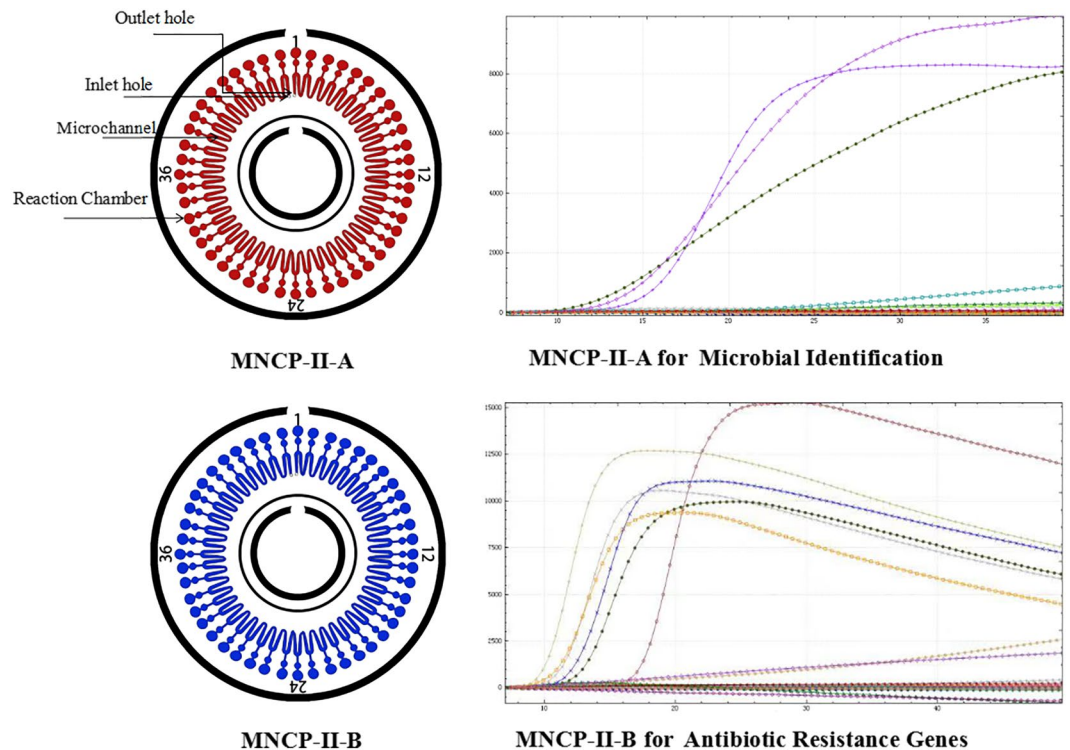 Outlet hole
Inlet hole
Microchannel
Reaction Chamber
1
12
24
36
MNCP-II-A
8000
6000
4000
2000
0
10 15 20 25 30 35
MNCP-II-A for Microbial Identification
1
12
24
36
MNCP-II-B
15000
12500
10000
7500
5000
2500
0
10 20 30 40
MNCP-II-B for Antibiotic Resistance Genes